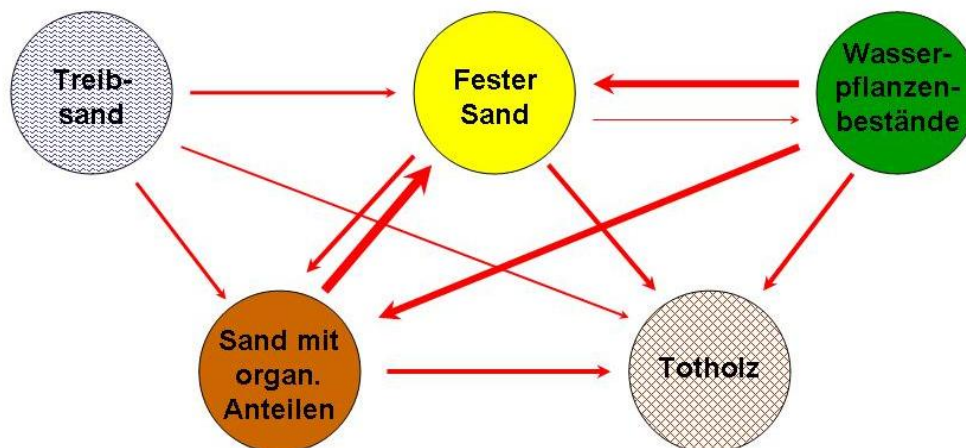 Treib-
sand
Fester
Sand
Wasser-
pflanzen-
bestände
Sand mit
organ.
Anteilen
Totholz